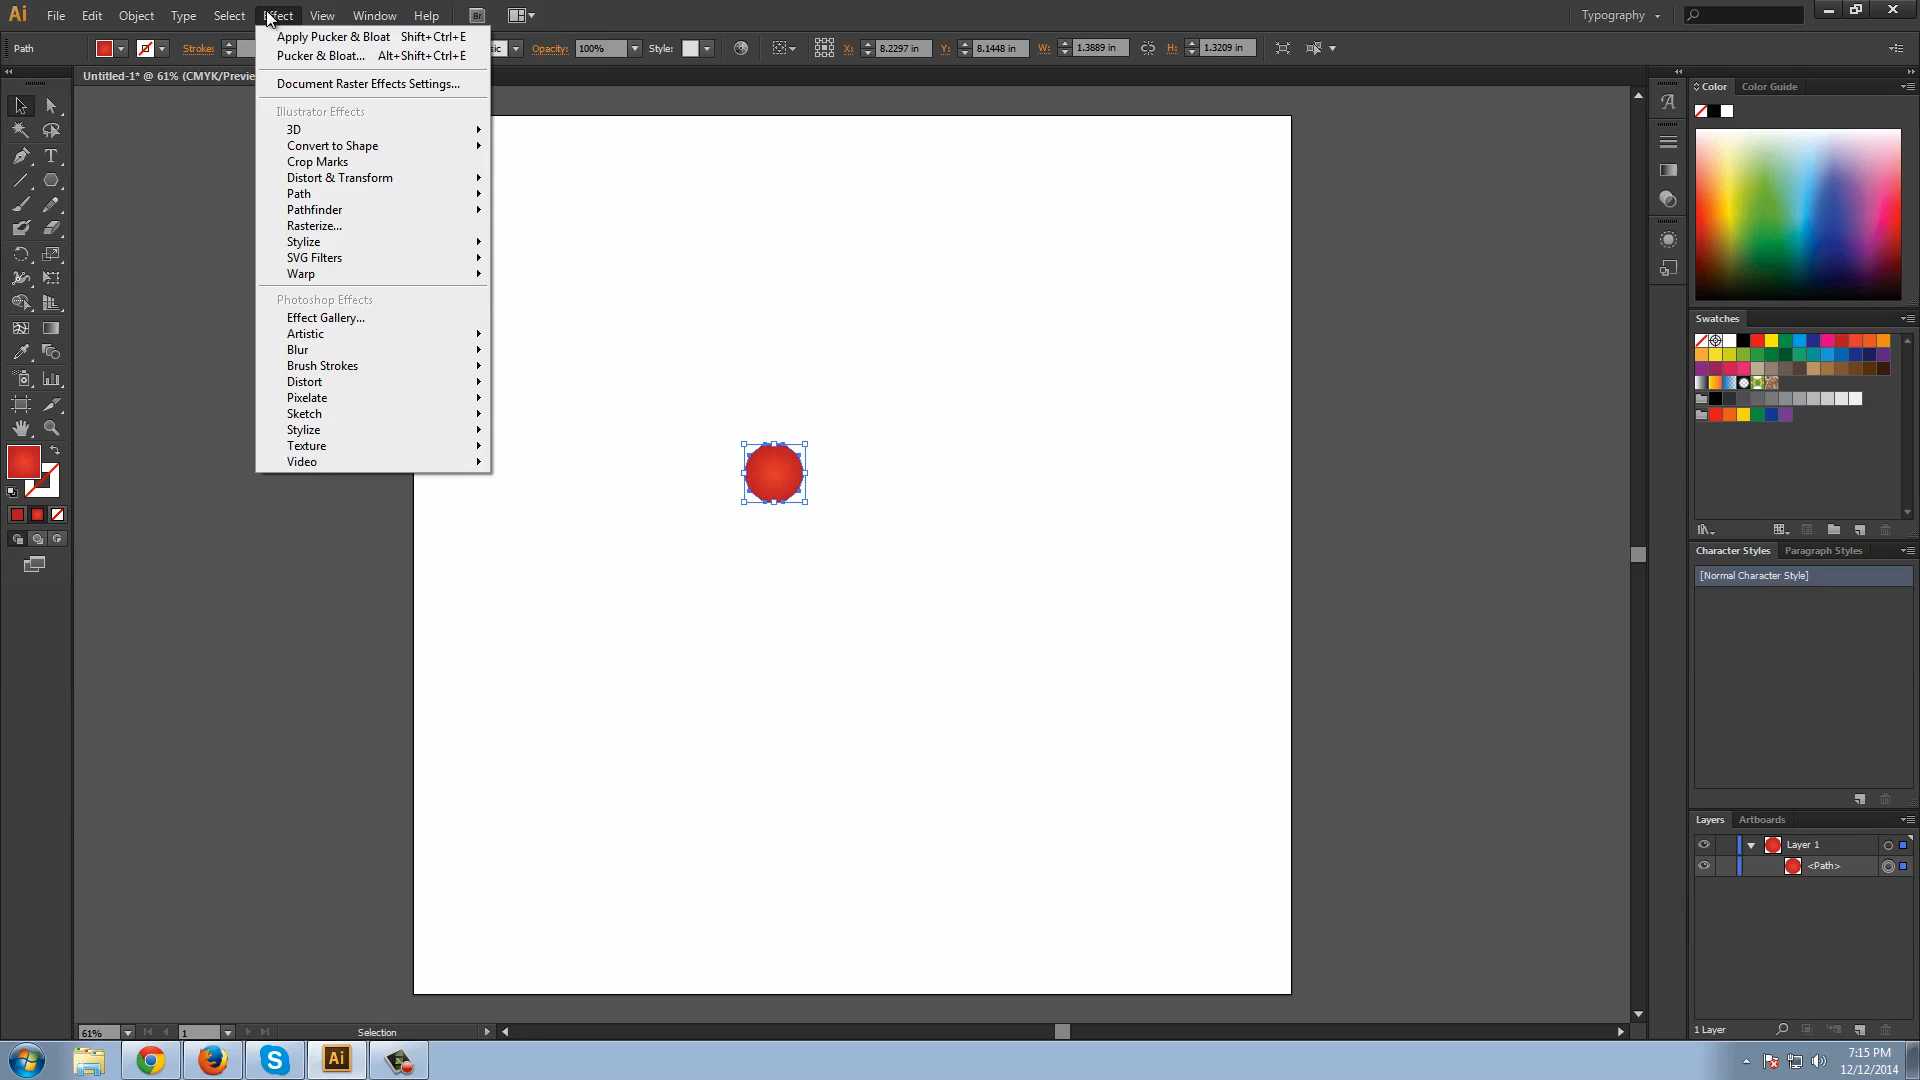 Ai File Edit Object Type Select Effect View Window Help Br Typography
Path Stroke: sic Opacity: 100% Style: X: 8.2297 in Y: 8.1448 in W: 1.3889 in H: 1.3209 in
Untitled-1* @ 61% (CMYK/Previe
Apply Pucker & Bloat Shift+Ctrl+E
Pucker & Bloat... Alt+Shift+Ctrl+E
Document Raster Effects Settings...
Illustrator Effects
3D
Convert to Shape
Crop Marks
Distort & Transform
Path
Pathfinder
Rasterize...
Stylize
SVG Filters
Warp
Photoshop Effects
Effect Gallery...
Artistic
Blur
Brush Strokes
Distort
Pixelate
Sketch
Stylize
Texture
Video
Color Color Guide
Swatches
Character Styles Paragraph Styles
[Normal Character Style]
Layers Artboards
Layer 1
<Path>
1 Layer
61% 1 Selection
Ai
7:15 PM
12/12/2014